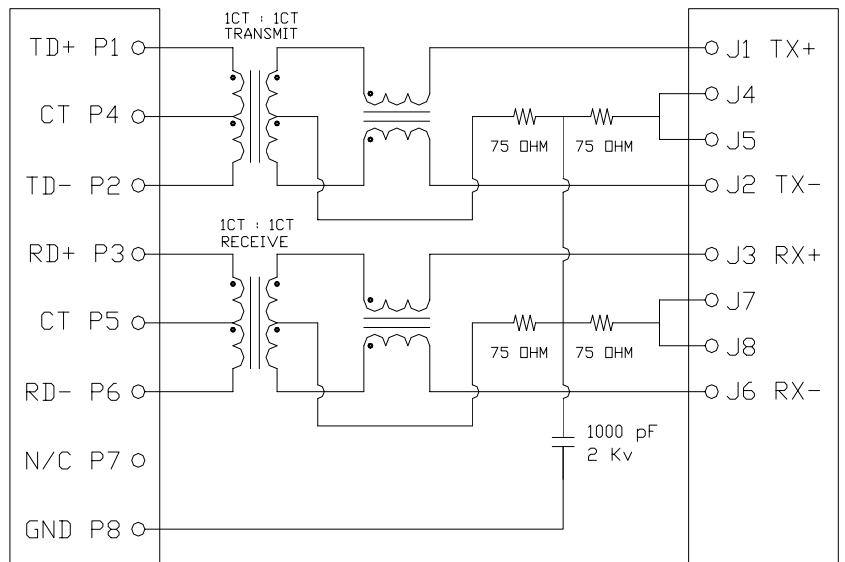 1CT : 1CT
TRANSMIT
TD+ P1
J1 TX+
CT P4
J4
75 OHM
75 OHM
J5
TD- P2
J2 TX-
1CT : 1CT
RECEIVE
RD+ P3
J3 RX+
CT P5
J7
75 OHM
75 OHM
J8
RD- P6
J6 RX-
1000 pF
2 Kv
N/C P7
GND P8